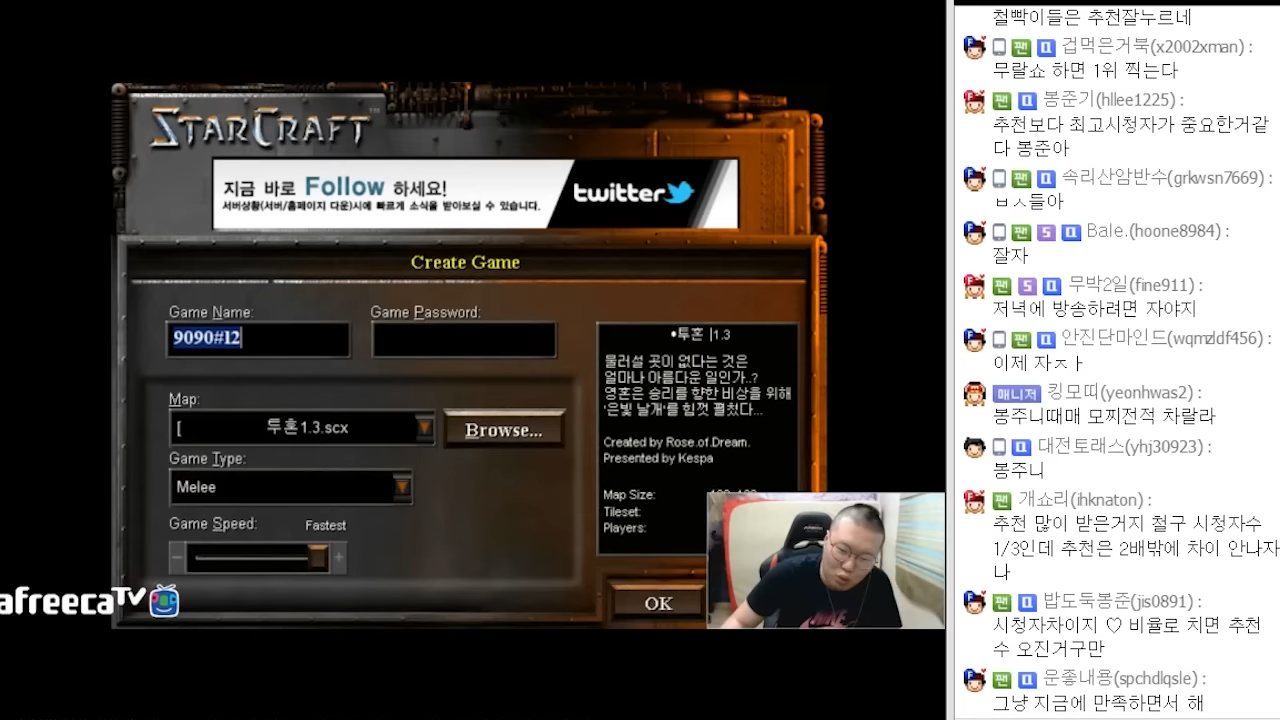 STARCRAFT™
지금 바로 Follow 하세요!
서버상황(서버/홈페이지 다운)에 빠르게 소식을 받아보실 수 있습니다.
twitter
Create Game
Game Name:
Game Password:
9090#12
Map:
[ 투혼1.3.scx
Browse...
Game Type:
Melee
Game Speed:
Fastest
•투혼 |1.3
물러설 곳이 없다는 것은
얼마나 아름다운 일인가..?
영혼은 승리를 향한 비상을 위해
'은빛 날개'를 힘껏 펼쳤다...
Created by Rose.of.Dream.
Presented by Kespa
Map Size:
Tileset:
Players:
OK
afreecaTV
철빡이들은 추천잘누르네
겁먹은거북(x2002xman) :
무랄쇼 하면 1위 찍는다
봉준기(hllee1225) :
추천보다 최고시청자가 중요한거같
다 봉준아
속리산암반수(grkwsn7669) :
ㅂㅅ들아
Bale.(hoone8984) :
잘자
무박2일(fine911) :
저녁에 방송하려면 자야지
안진단마인드(wqmzldf456) :
이제 자ㅈㅏ
매니저 킹모띠(yeonhwas2) :
봉주니때매 모찌전적 차랄라
대전토래스(yhj30923) :
봉주니
개쇼리(ihknaton) :
추천 많이 받은거지 철구 시청자수
1/3인데 추천은 2배밖에 차이 안나자
나
밥도둑봉준(jis0891) :
시청자차이지 ♡ 비율로 치면 추천
수 오진거구만
운좋내용(spchdlqsle) :
그냥 지금에 만족하면서 해